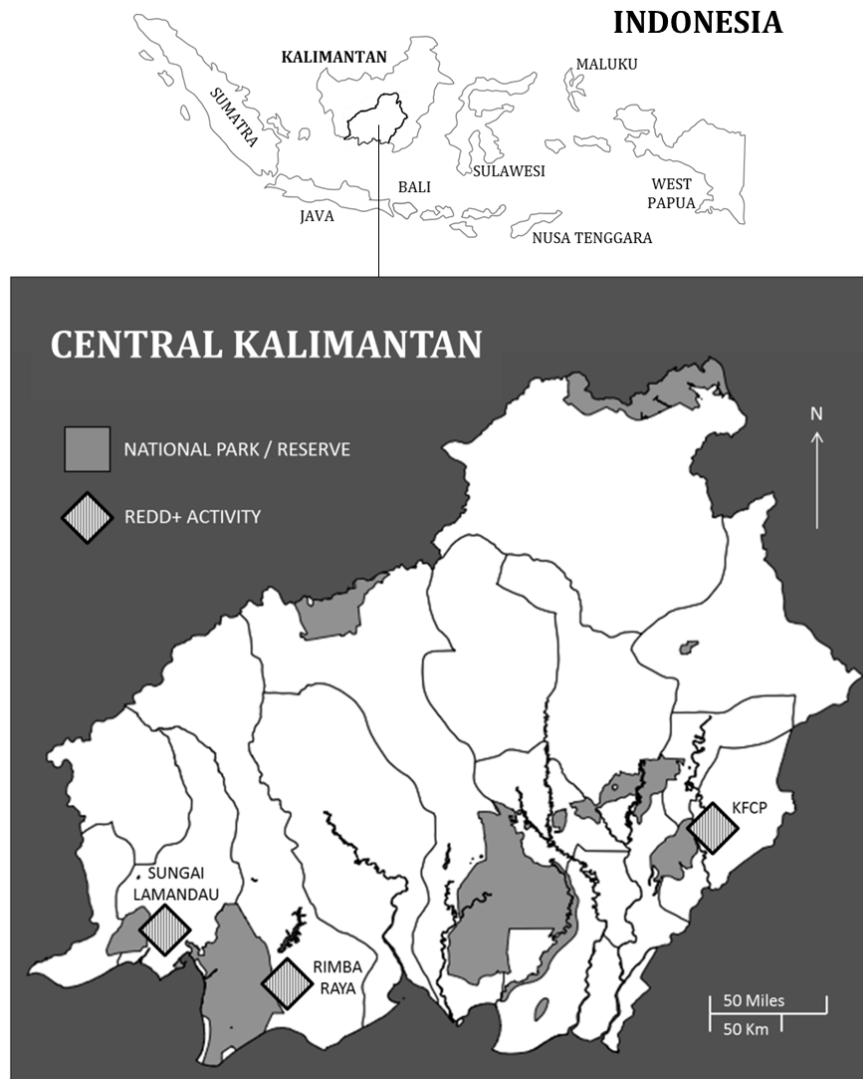 INDONESIA
KALIMANTAN
MALUKU
SUMATRA
SULAWESI
BALI
WEST
PAPUA
JAVA
NUSA TENGGARA
CENTRAL KALIMANTAN
N
NATIONAL PARK / RESERVE
REDD+ ACTIVITY
KFCP
SUNGAI
LAMANDAU
RIMBA
RAYA
50 Miles
50 Km